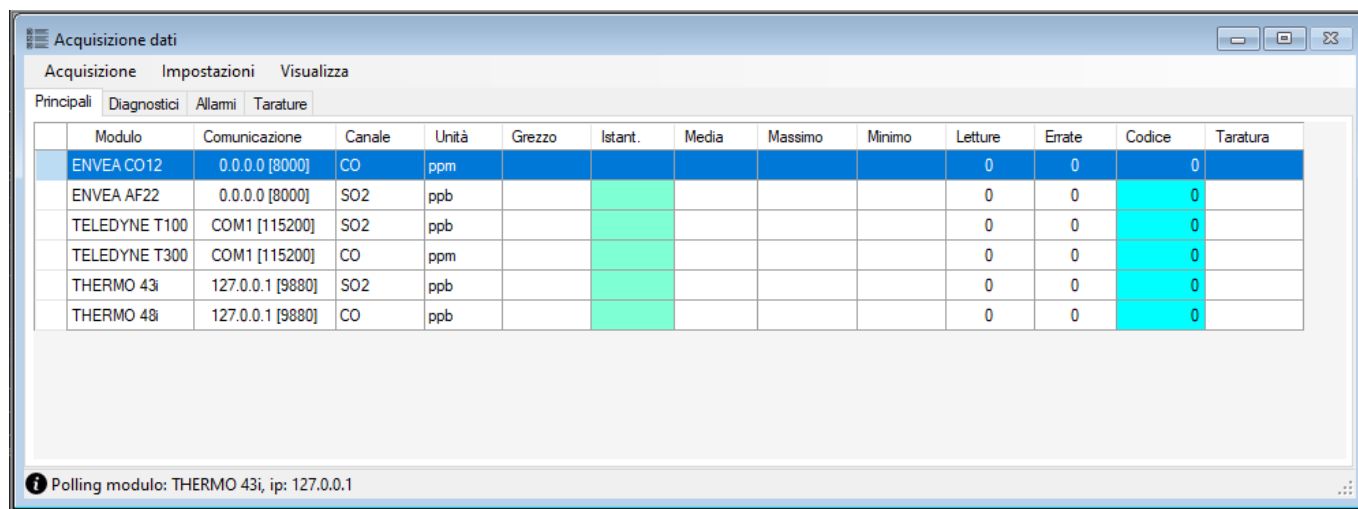 Acquisizione dati
Acquisizione Impostazioni Visualizza
Principali Diagnostici Allarmi Tarature
Modulo Comunicazione Canale Unità Grezzo Istant. Media Massimo Minimo Letture Errate Codice Taratura
ENVEA CO12 0.0.0.0 [8000] CO ppm 0 0 0
ENVEA AF22 0.0.0.0 [8000] SO2 ppb 0 0 0
TELEDYNE T100 COM1 [115200] SO2 ppb 0 0 0
TELEDYNE T300 COM1 [115200] CO ppm 0 0 0
THERMO 43i 127.0.0.1 [9880] SO2 ppb 0 0 0
THERMO 48i 127.0.0.1 [9880] CO ppb 0 0 0
Polling modulo: THERMO 43i, ip: 127.0.0.1